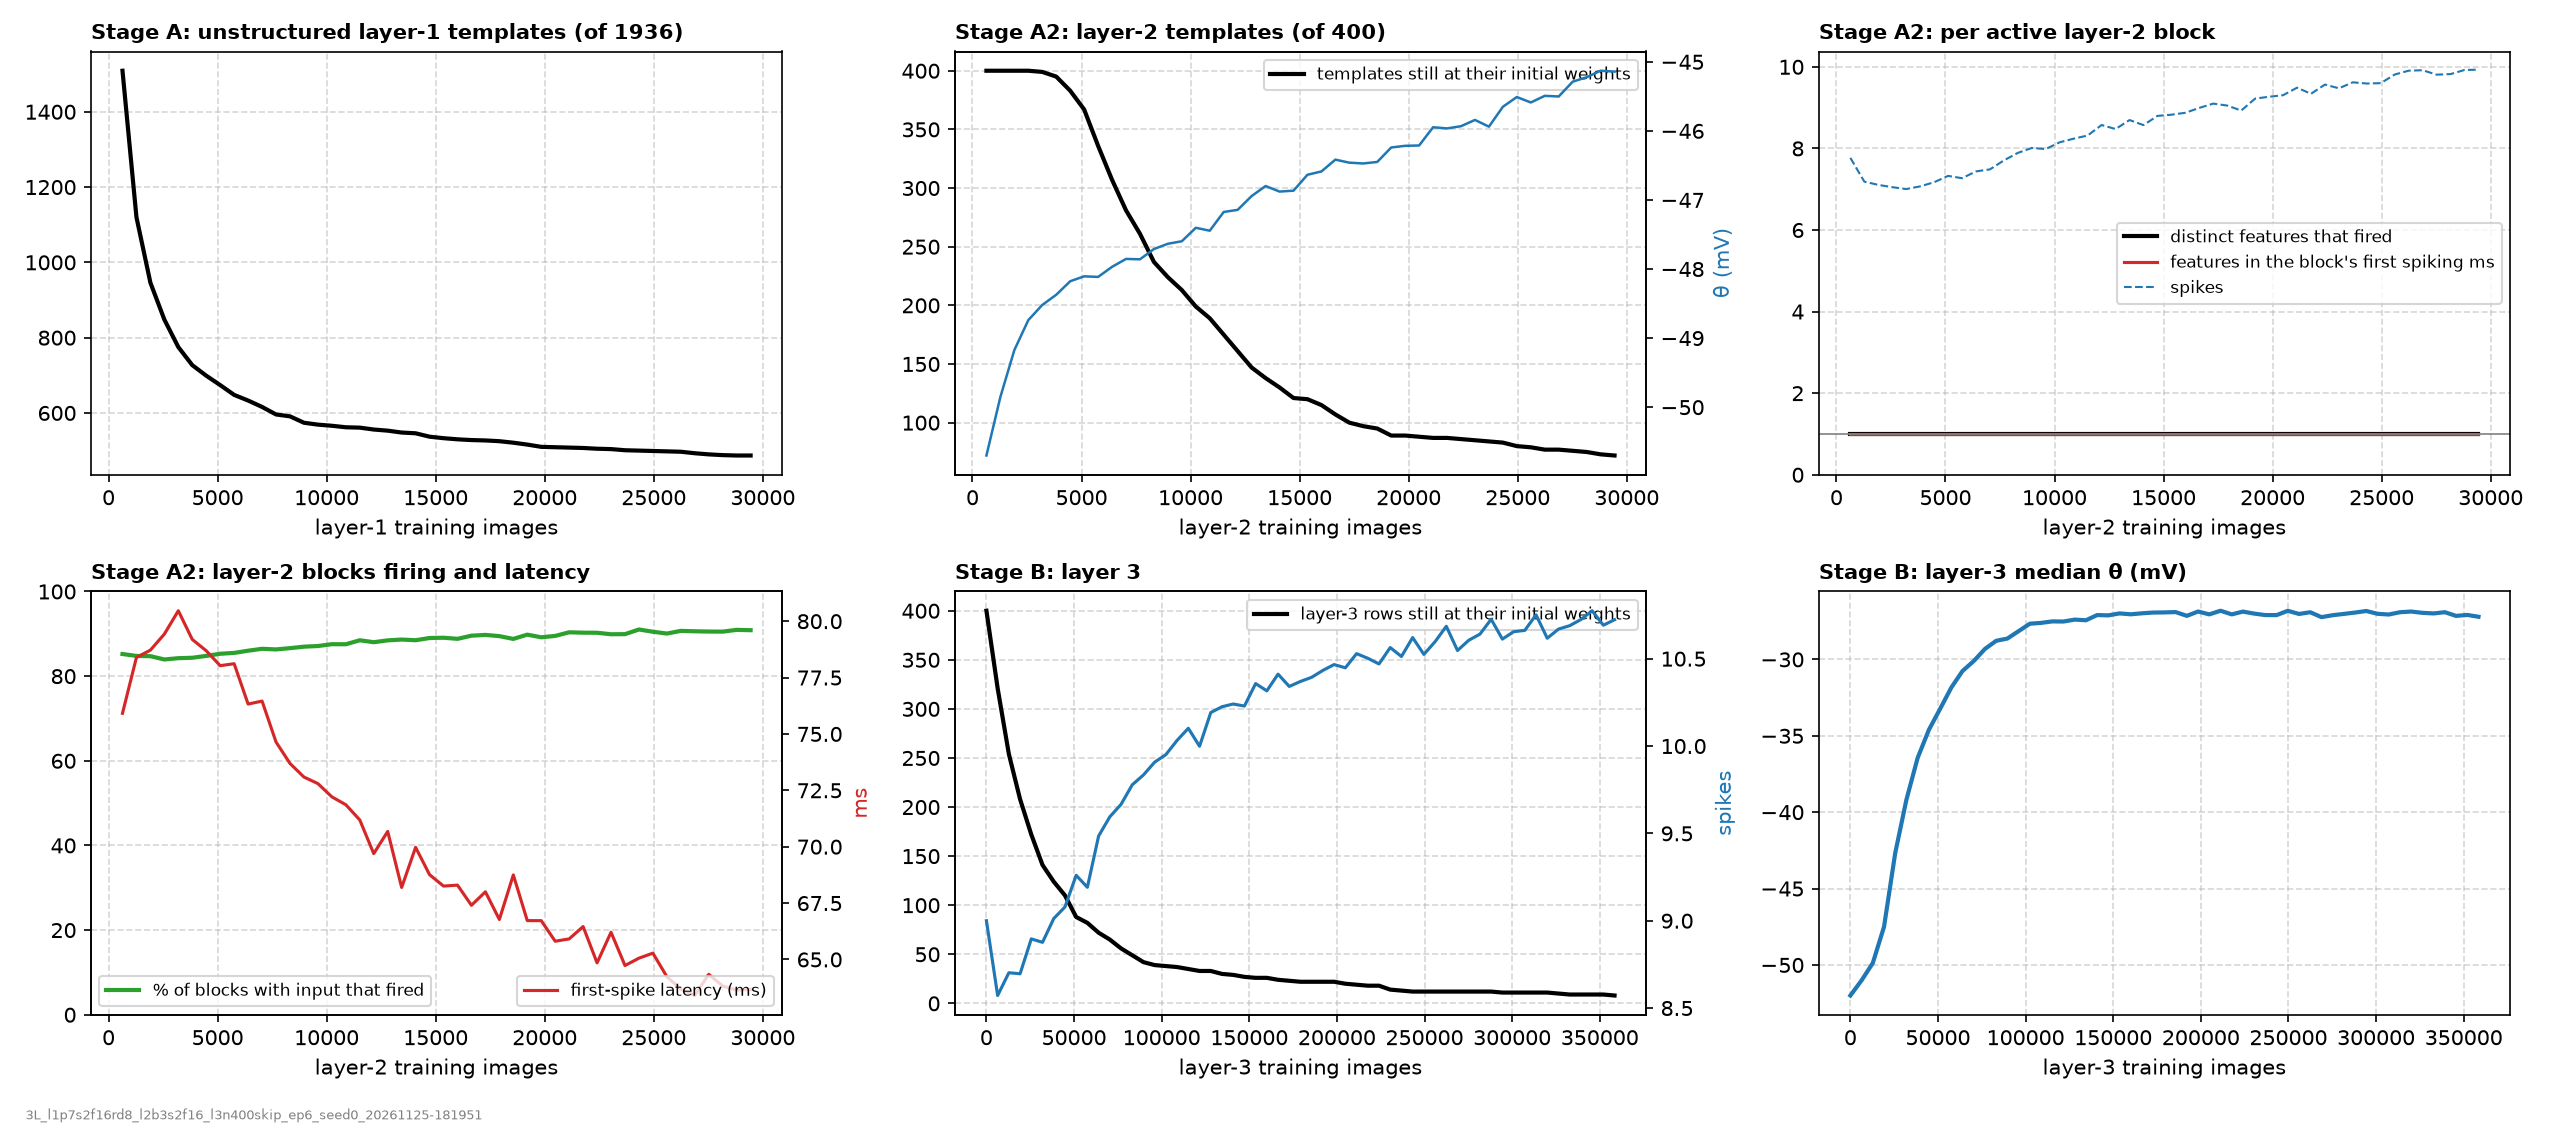 Stage A: unstructured layer-1 templates (of 1936)
1400
1200
1000
800
600
0 5000 10000 15000 20000 25000 30000
layer-1 training images
Stage A2: layer-2 templates (of 400)
templates still at their initial weights
400
350
300
250
200
150
100
−45
−46
−47
−48
−49
−50
θ (mV)
0 5000 10000 15000 20000 25000 30000
layer-2 training images
Stage A2: per active layer-2 block
10
8
6
4
2
0
distinct features that fired
features in the block's first spiking ms
spikes
0 5000 10000 15000 20000 25000 30000
layer-2 training images
Stage A2: layer-2 blocks firing and latency
100
80
60
40
20
0
80.0
77.5
75.0
72.5
70.0
67.5
65.0
ms
% of blocks with input that fired
first-spike latency (ms)
0 5000 10000 15000 20000 25000 30000
layer-2 training images
Stage B: layer 3
layer-3 rows still at their initial weights
400
350
300
250
200
150
100
50
0
10.5
10.0
9.5
9.0
8.5
spikes
0 50000 100000 150000 200000 250000 300000 350000
layer-3 training images
Stage B: layer-3 median θ (mV)
−30
−35
−40
−45
−50
0 50000 100000 150000 200000 250000 300000 350000
layer-3 training images
3L_l1p7s2f16rd8_l2b3s2f16_l3n400skip_ep6_seed0_20261125-181951